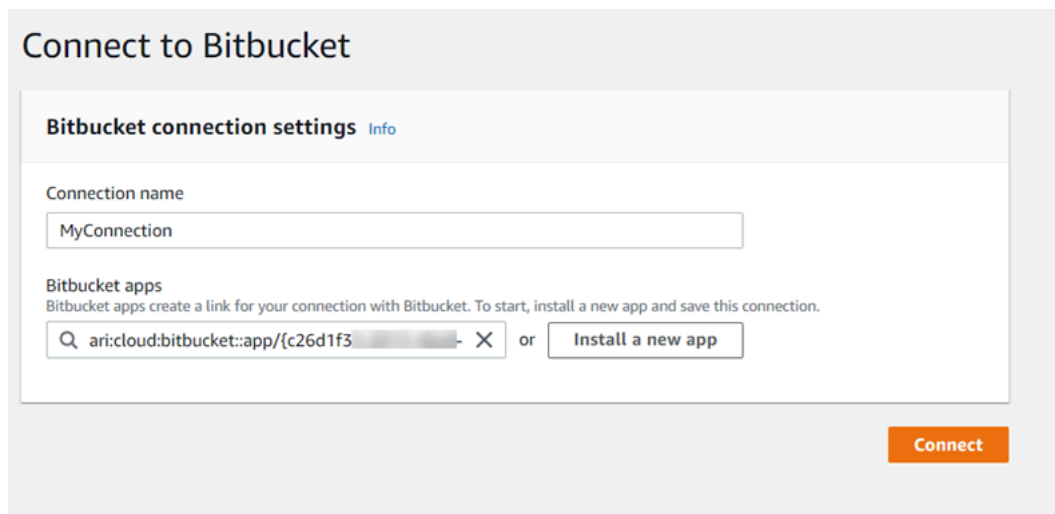 Connect to Bitbucket
Bitbucket connection settings Info
Connection name
MyConnection
Bitbucket apps
Bitbucket apps create a link for your connection with Bitbucket. To start, install a new app and save this connection.
ari:cloud:bitbucket::app/{c26d1f3 - or Install a new app
Connect